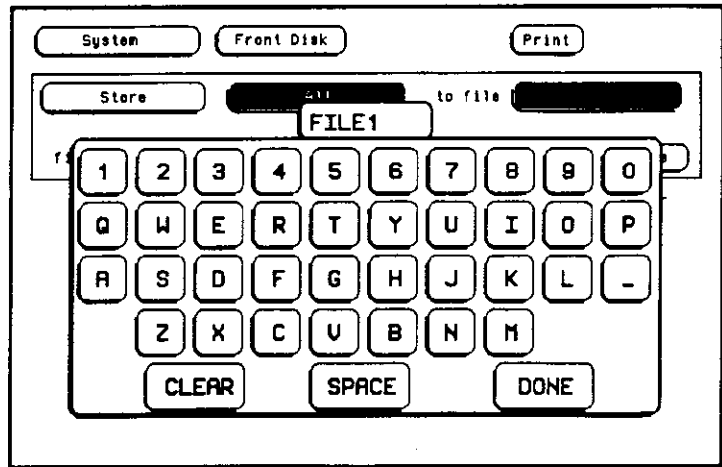 System Front Disk Print
Store All to file
FILE1
1 2 3 4 5 6 7 8 9 0
Q W E R T Y U I O P
A S D F G H J K L _
Z X C V B N M
CLEAR SPACE DONE